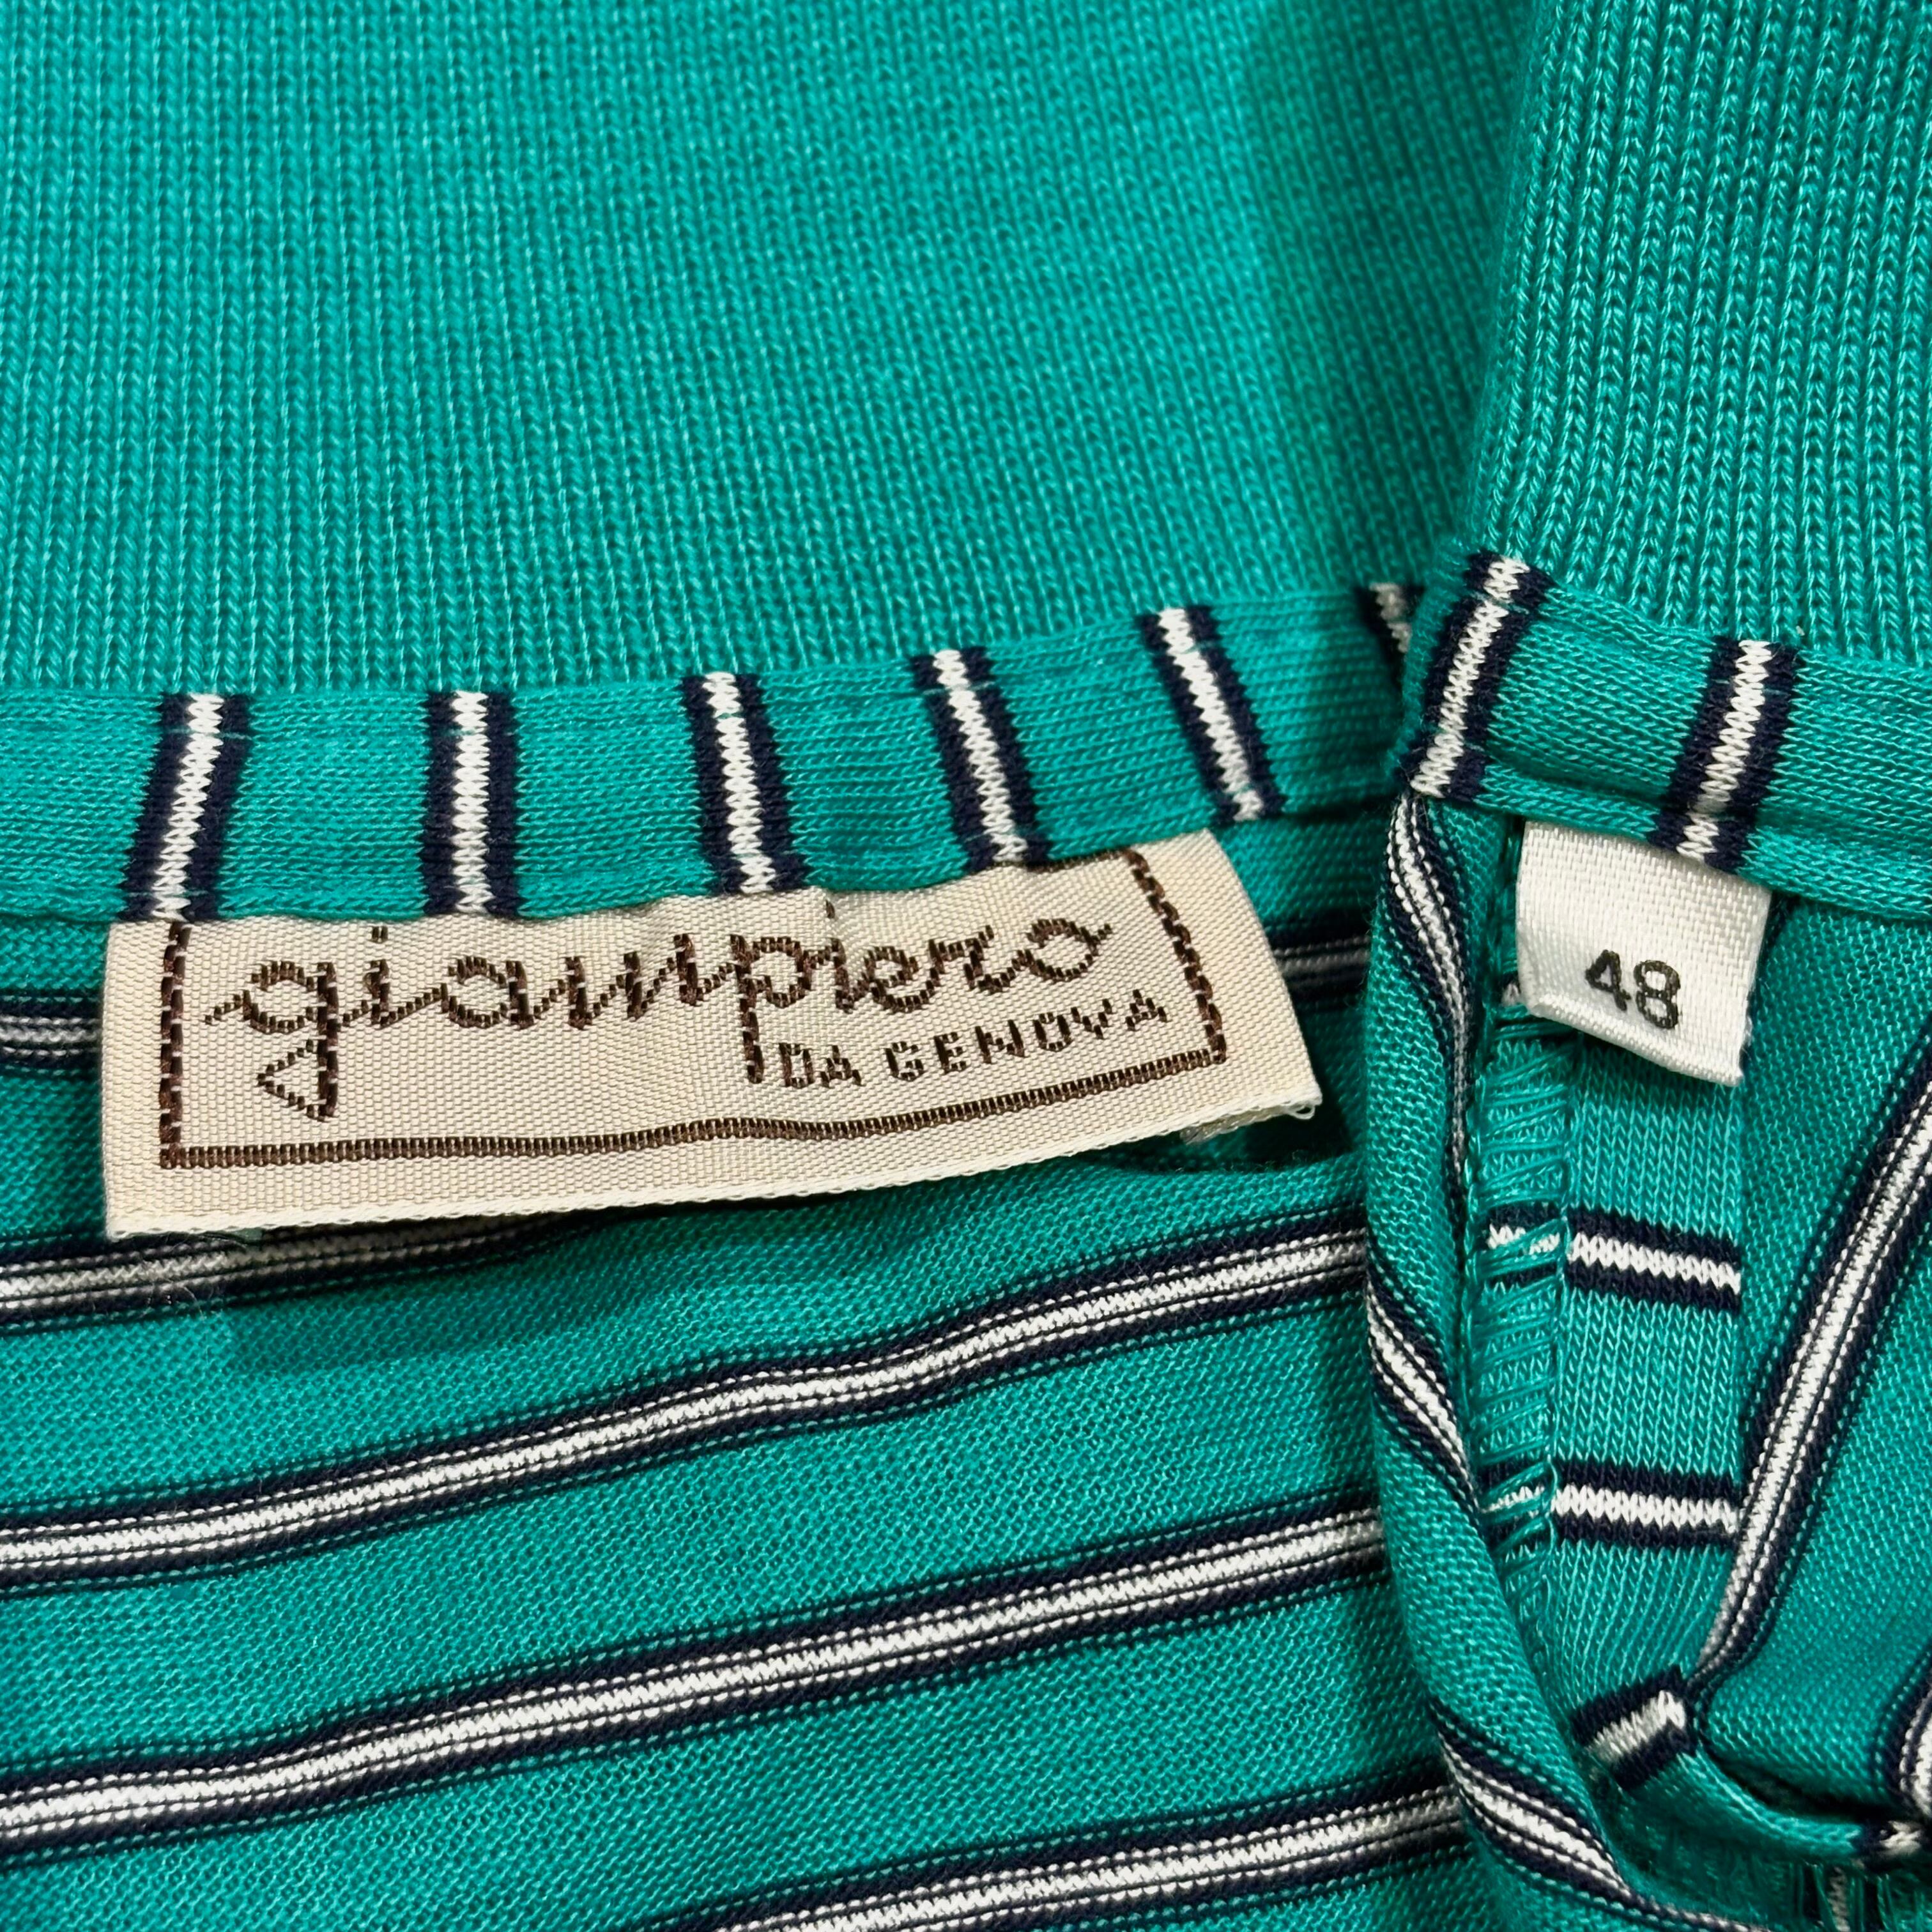 giampiero
DA GENOVA
48